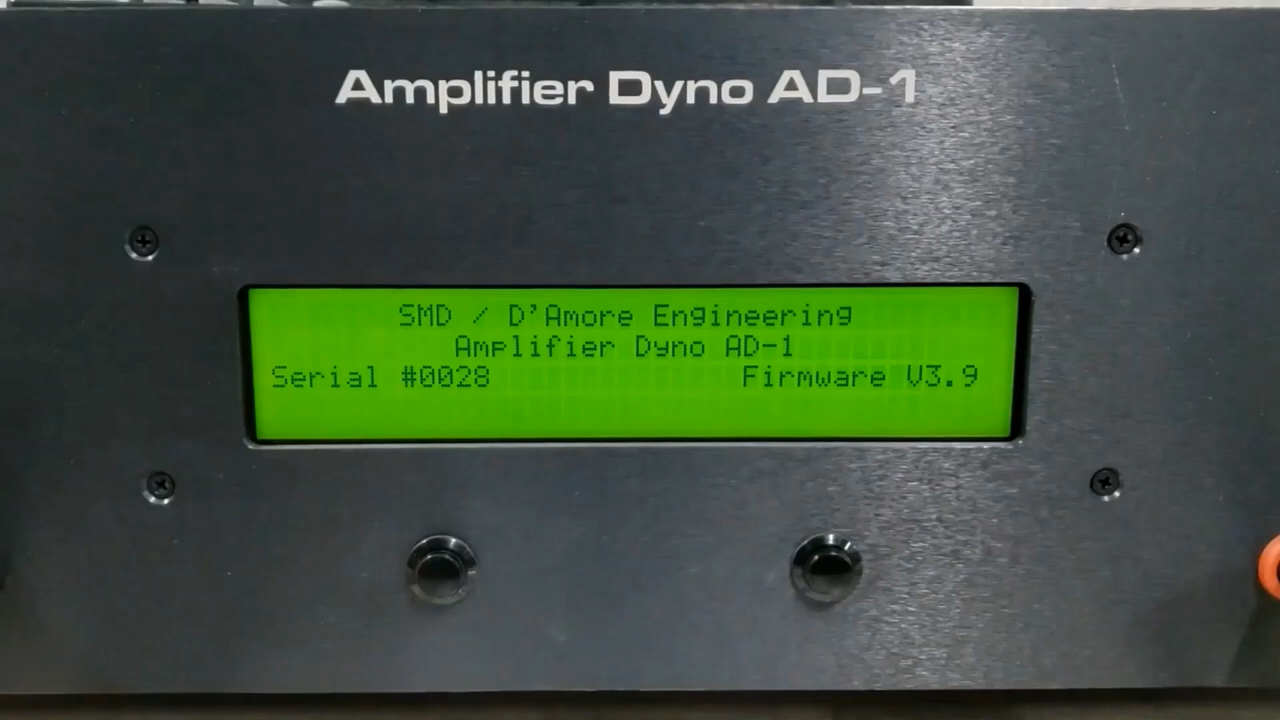 Amplifier Dyno AD-1
SMD / D'Amore Engineering
Amplifier Dyno AD-1
Serial #0028 Firmware V3.9